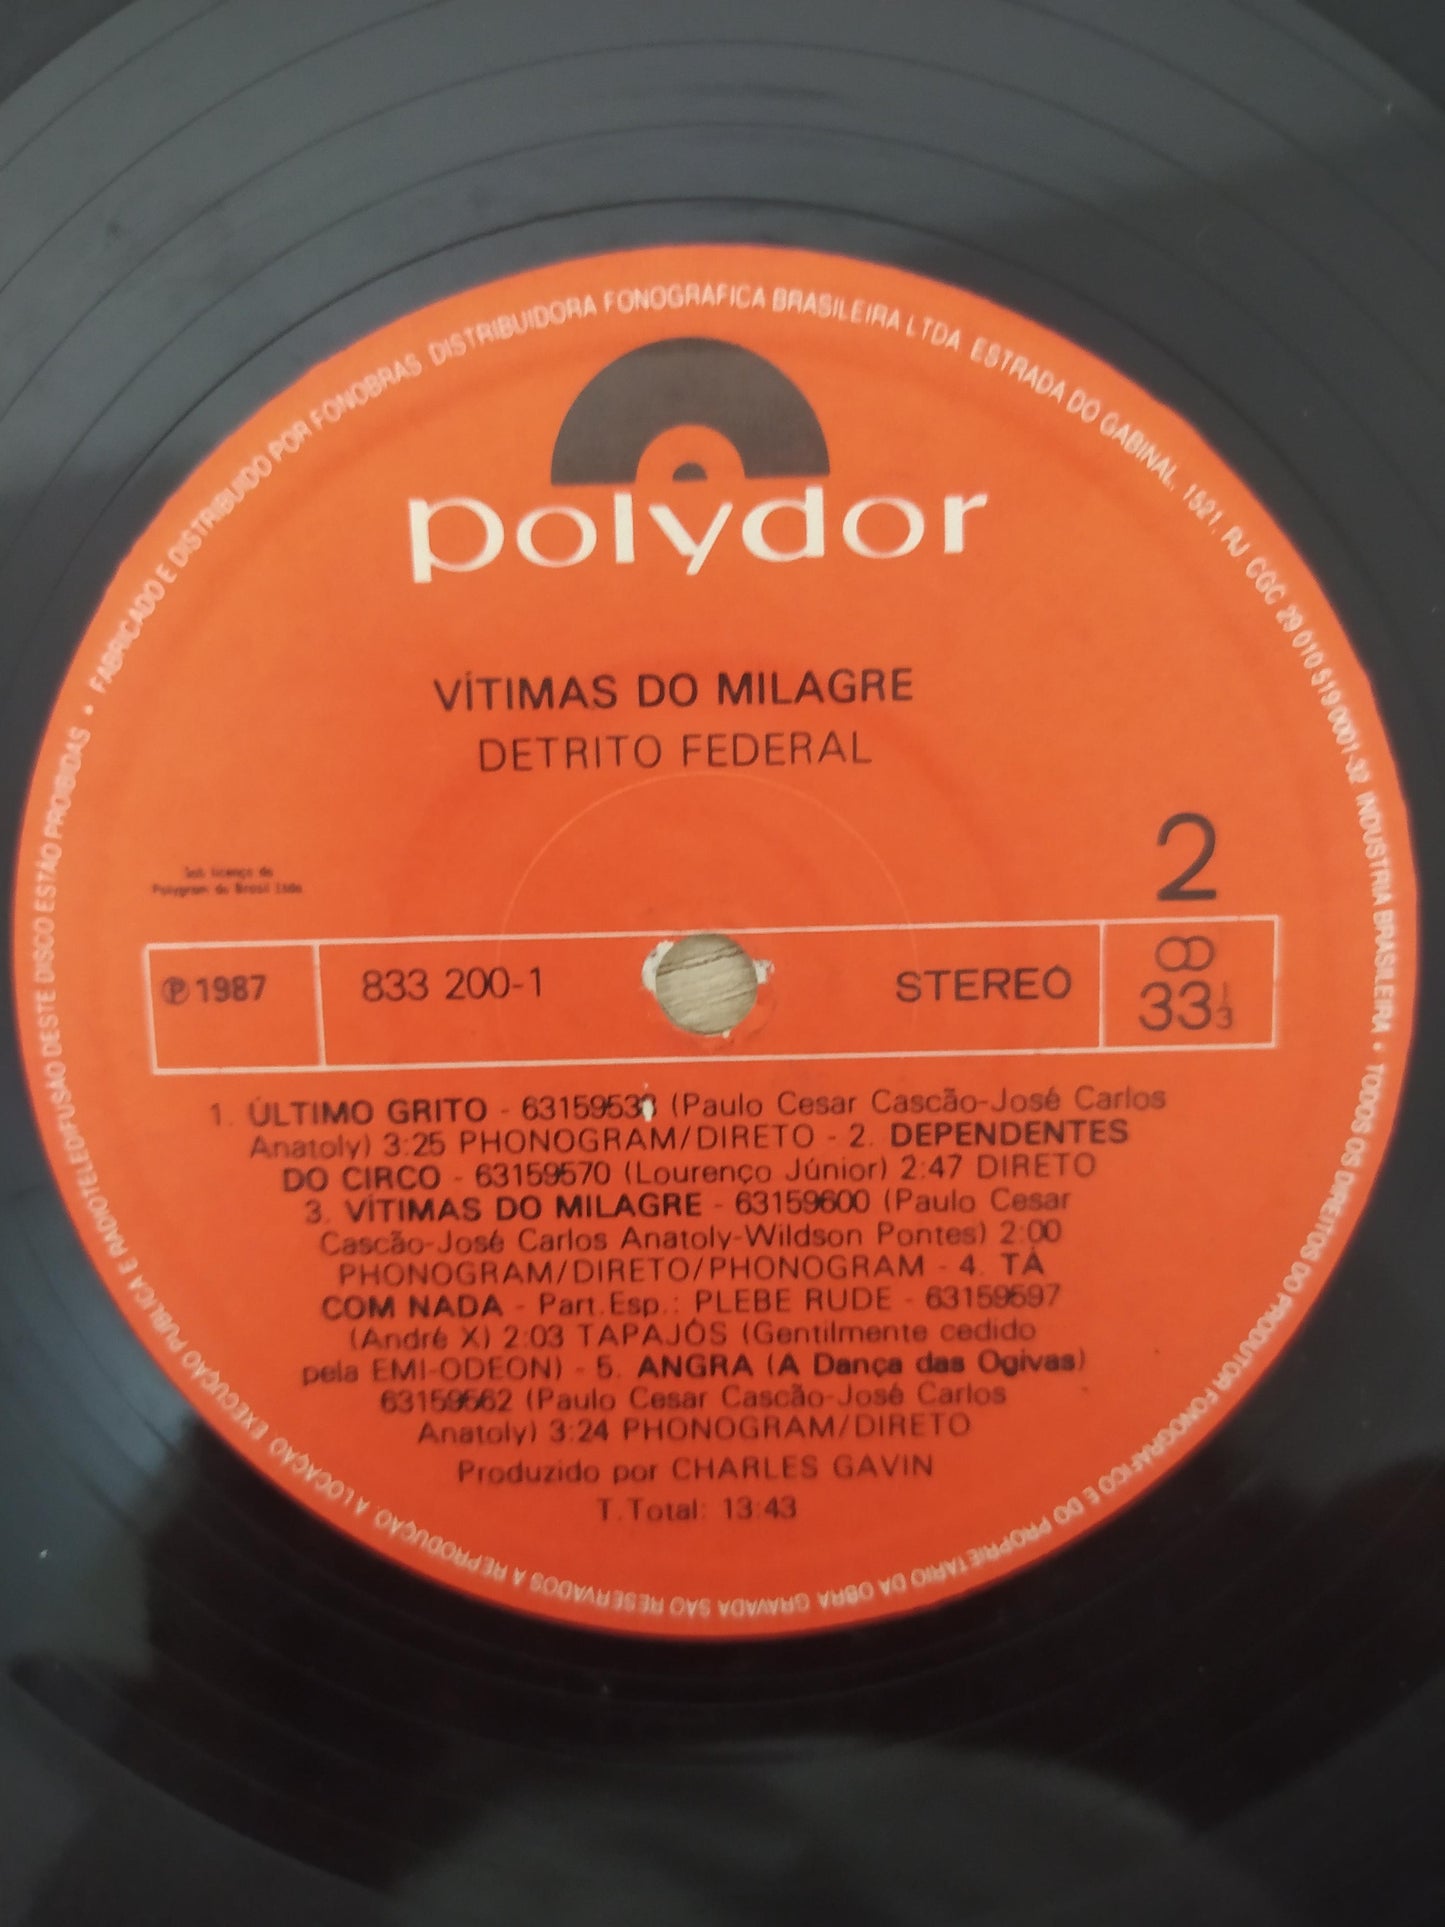 FABRICADO E DISTRIBUIDO POR FONOBRAS DISTRIBUIDORA FONOGRAFICA BRASILEIRA LTDA. ESTRADA DO GABINAL, 1521, RJ CGC 29 010 519 0001-32 INDUSTRIA BRASILEIRA • TODOS OS DIREITOS DO PRODUTOR FONOGRÁFICO E DO PROPRIETÁRIO DA OBRA GRAVADA SÃO RESERVADOS A REPRODUÇÃO. A LOCAÇÃO, EXECUÇÃO PUBLICA E RADIOTELEDIFUSÃO DESTE DISCO ESTÃO PROIBIDAS •
polydor
VÍTIMAS DO MILAGRE
DETRITO FEDERAL
2
Sob licença da
Polygram do Brasil Ltda
℗ 1987
833 200-1
STEREO
33 1/3
1. ÚLTIMO GRITO - 6315953 (Paulo Cesar Cascão-José Carlos
Anatoly) 3:25 PHONOGRAM/DIRETO - 2. DEPENDENTES
DO CIRCO - 63159570 (Lourenço Júnior) 2:47 DIRETO
3. VÍTIMAS DO MILAGRE - 63159600 (Paulo Cesar
Cascão-José Carlos Anatoly-Wildson Pontes) 2:00
PHONOGRAM/DIRETO/PHONOGRAM - 4. TÁ
COM NADA - Part.Esp.: PLEBE RUDE - 63159597
(André X) 2:03 TAPAJÓS (Gentilmente cedido
pela EMI-ODEON) - 5. ANGRA (A Dança das Ogivas)
63159562 (Paulo Cesar Cascão-José Carlos
Anatoly) 3:24 PHONOGRAM/DIRETO
Produzido por CHARLES GAVIN
T.Total: 13:43